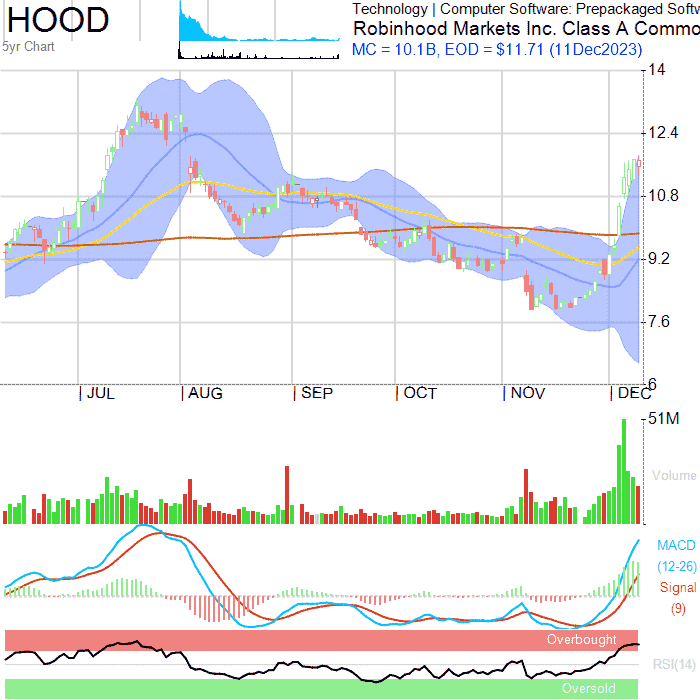 HOOD
5yr Chart
Technology | Computer Software: Prepackaged Softw
Robinhood Markets Inc. Class A Commo
MC = 10.1B, EOD = $11.71 (11Dec2023)
14
12.4
10.8
9.2
7.6
6
JUL
AUG
SEP
OCT
NOV
DEC
51M
Volume
MACD
(12-26)
Signal
(9)
Overbought
RSI(14)
Oversold